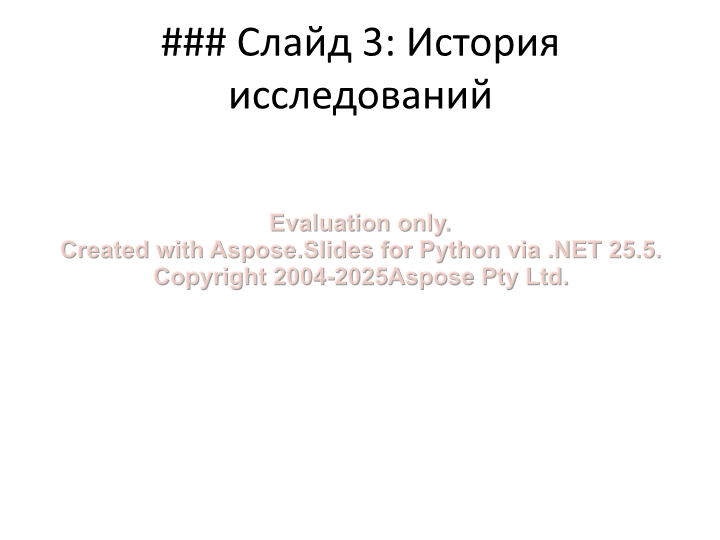 ### Слайд 3: История
исследований
Evaluation only.
Created with Aspose.Slides for Python via .NET 25.5.
Copyright 2004-2025Aspose Pty Ltd.